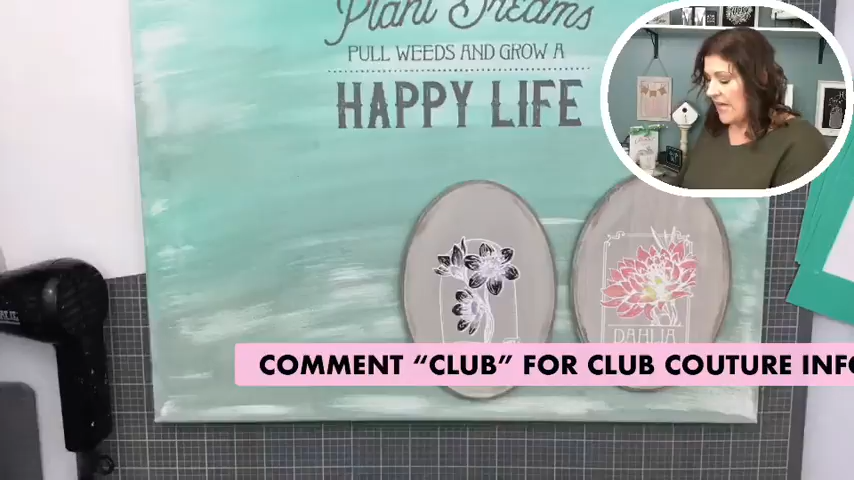 Plant Dreams
PULL WEEDS AND GROW A
HAPPY LIFE
DAHLIA
COMMENT “CLUB” FOR CLUB COUTURE INFO